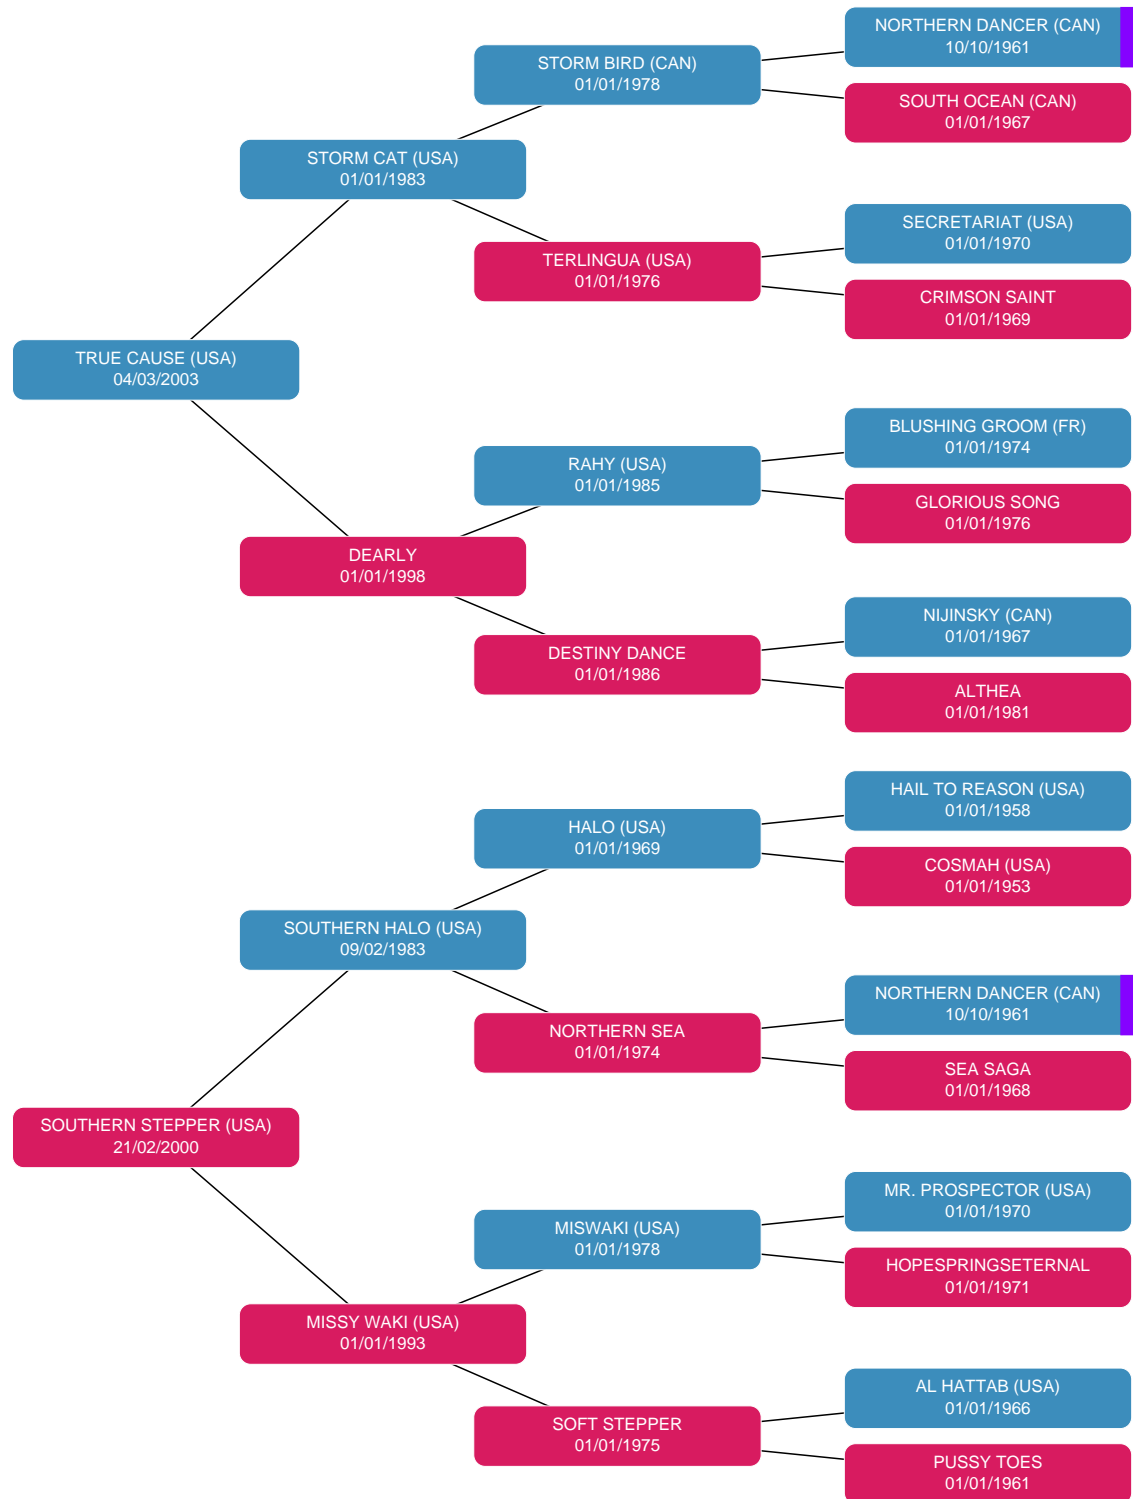 NORTHERN DANCER (CAN)
10/10/1961
STORM BIRD (CAN)
01/01/1978
SOUTH OCEAN (CAN)
01/01/1967
STORM CAT (USA)
01/01/1983
SECRETARIAT (USA)
01/01/1970
TERLINGUA (USA)
01/01/1976
CRIMSON SAINT
01/01/1969
TRUE CAUSE (USA)
04/03/2003
BLUSHING GROOM (FR)
01/01/1974
RAHY (USA)
01/01/1985
GLORIOUS SONG
01/01/1976
DEARLY
01/01/1998
NIJINSKY (CAN)
01/01/1967
DESTINY DANCE
01/01/1986
ALTHEA
01/01/1981
HAIL TO REASON (USA)
01/01/1958
HALO (USA)
01/01/1969
COSMAH (USA)
01/01/1953
SOUTHERN HALO (USA)
09/02/1983
NORTHERN DANCER (CAN)
10/10/1961
NORTHERN SEA
01/01/1974
SEA SAGA
01/01/1968
SOUTHERN STEPPER (USA)
21/02/2000
MR. PROSPECTOR (USA)
01/01/1970
MISWAKI (USA)
01/01/1978
HOPESPRINGSETERNAL
01/01/1971
MISSY WAKI (USA)
01/01/1993
AL HATTAB (USA)
01/01/1966
SOFT STEPPER
01/01/1975
PUSSY TOES
01/01/1961